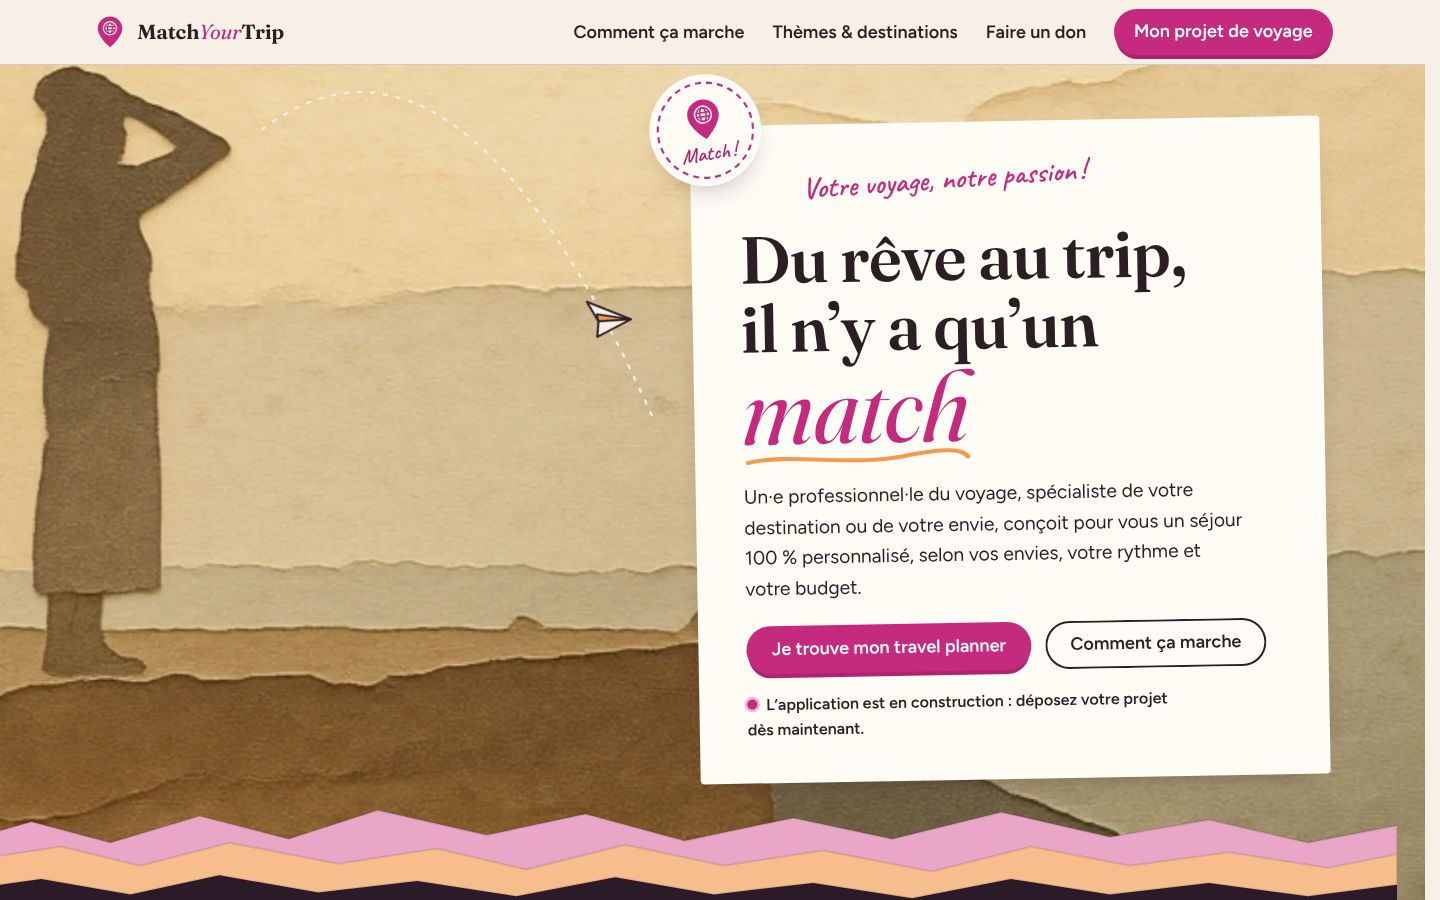 MatchYourTrip
Comment ça marche
Thèmes & destinations
Faire un don
Mon projet de voyage
Match !
Votre voyage, notre passion !
Du rêve au trip,
il n’y a qu’un
match
Un·e professionnel·le du voyage, spécialiste de votre
destination ou de votre envie, conçoit pour vous un séjour
100 % personnalisé, selon vos envies, votre rythme et
votre budget.
Je trouve mon travel planner
Comment ça marche
L’application est en construction : déposez votre projet
dès maintenant.